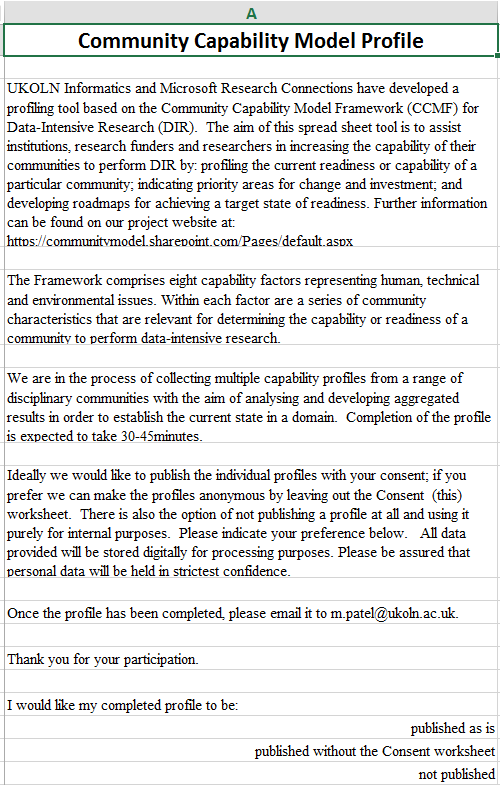 A
Community Capability Model Profile
UKOLN Informatics and Microsoft Research Connections have developed a
profiling tool based on the Community Capability Model Framework (CCMF) for
Data-Intensive Research (DIR).  The aim of this spread sheet tool is to assist
institutions, research funders and researchers in increasing the capability of their
communities to perform DIR by: profiling the current readiness or capability of a
particular community; indicating priority areas for change and investment; and
developing roadmaps for achieving a target state of readiness. Further information
can be found on our project website at:
https://communitymodel.sharepoint.com/Pages/default.aspx
The Framework comprises eight capability factors representing human, technical
and environmental issues. Within each factor are a series of community
characteristics that are relevant for determining the capability or readiness of a
community to perform data-intensive research.
We are in the process of collecting multiple capability profiles from a range of
disciplinary communities with the aim of analysing and developing aggregated
results in order to establish the current state in a domain.  Completion of the profile
is expected to take 30-45minutes.
Ideally we would like to publish the individual profiles with your consent; if you
prefer we can make the profiles anonymous by leaving out the Consent  (this)
worksheet.  There is also the option of not publishing a profile at all and using it
purely for internal purposes.  Please indicate your preference below.   All data
provided will be stored digitally for processing purposes. Please be assured that
personal data will be held in strictest confidence.
Once the profile has been completed, please email it to m.patel@ukoln.ac.uk.
Thank you for your participation.
I would like my completed profile to be:
published as is
published without the Consent worksheet
not published